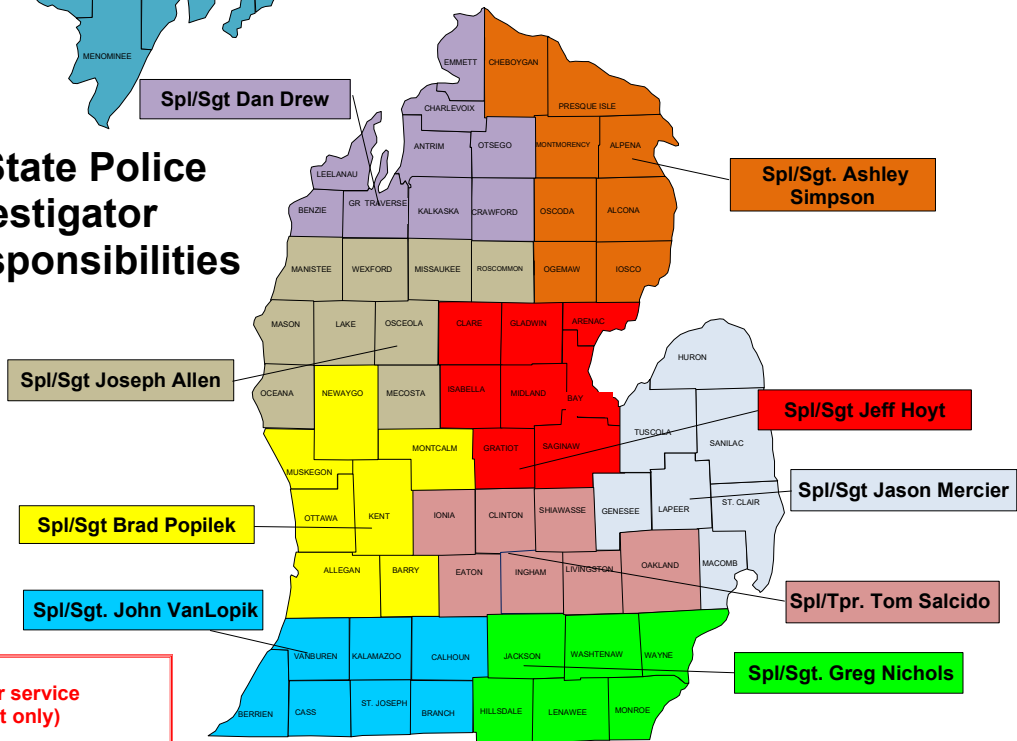 MENOMINEE
EMMETT
CHEBOYGAN
Spl/Sgt Dan Drew
CHARLEVOIX
PRESQUE ISLE
ANTRIM
OTSEGO
MONTMORENCY
ALPENA
State Police
estigator
sponsibilities
LEELANAU
Spl/Sgt. Ashley
Simpson
BENZIE
GR TRAVERSE
KALKASKA
CRAWFORD
OSCODA
ALCONA
MANISTEE
WEXFORD
MISSAUKEE
ROSCOMMON
OGEMAW
IOSCO
MASON
LAKE
OSCEOLA
CLARE
GLADWIN
ARENAC
HURON
Spl/Sgt Joseph Allen
OCEANA
NEWAYGO
MECOSTA
ISABELLA
MIDLAND
BAY
Spl/Sgt Jeff Hoyt
TUSCOLA
SANILAC
MONTCALM
GRATIOT
SAGINAW
MUSKEGON
Spl/Sgt Jason Mercier
OTTAWA
KENT
IONIA
CLINTON
SHIAWASSE
GENESEE
LAPEER
ST. CLAIR
Spl/Sgt Brad Popilek
ALLEGAN
BARRY
EATON
INGHAM
LIVINGSTON
OAKLAND
MACOMB
Spl/Sgt. John VanLopik
Spl/Tpr. Tom Salcido
VANBUREN
KALAMAZOO
CALHOUN
JACKSON
WASHTENAW
WAYNE
Spl/Sgt. Greg Nichols
r service
t only)
BERRIEN
CASS
ST. JOSEPH
BRANCH
HILLSDALE
LENAWEE
MONROE